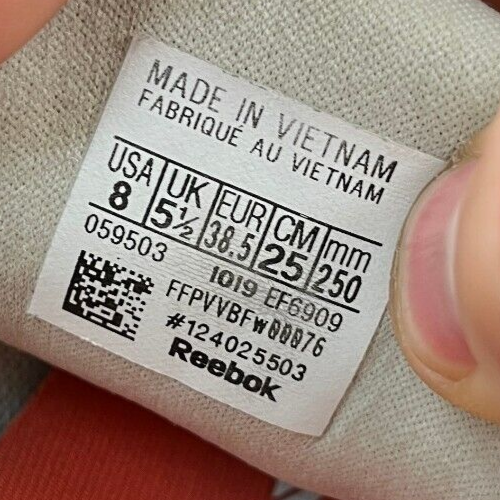 MADE IN VIETNAM
FABRIQUÉ AU VIETNAM
USA UK EUR CM mm
8 5½ 38.5 25 250
059503
1019 EF6909
FFPVVBFW00076
#124025503
Reebok